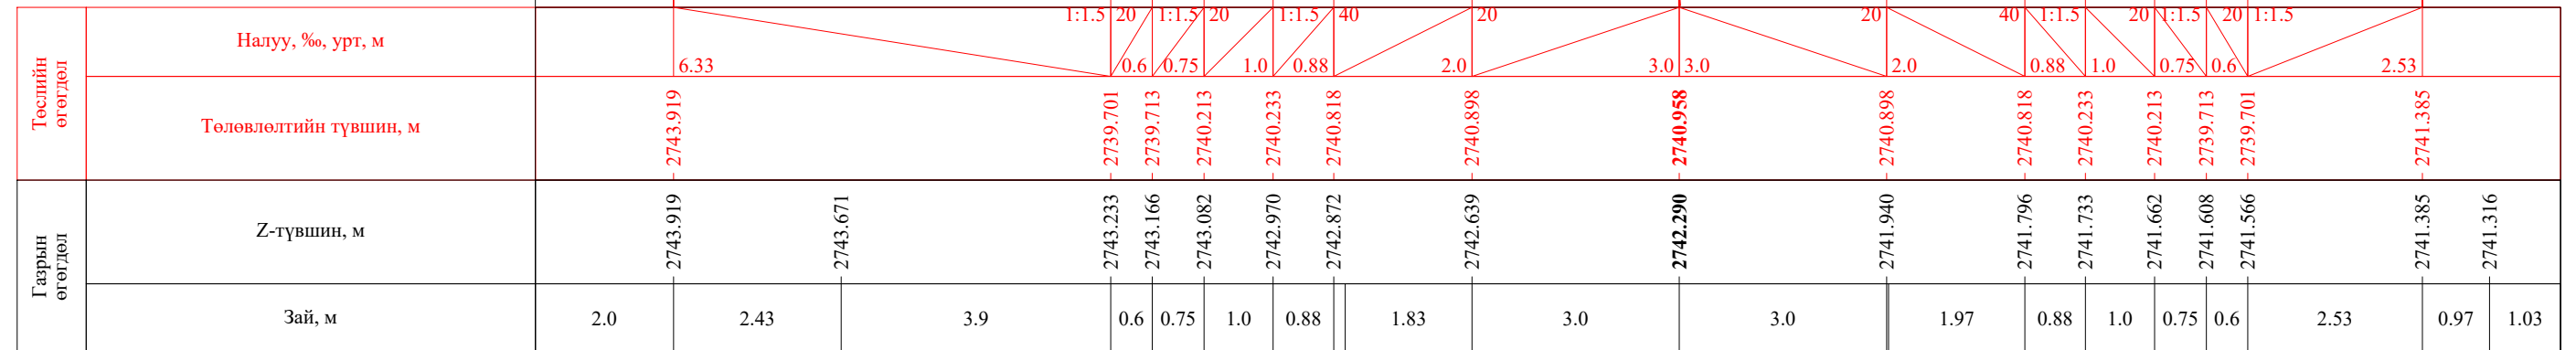 Төслийн
өгөгдөл
Налуу, ‰, урт, м
1:1.5 20 1:1.5 20 1:1.5 40 20 20 40 1:1.5 20 1:1.5 20 1:1.5
6.33 0.6 0.75 1.0 0.88 2.0 3.0 3.0 2.0 0.88 1.0 0.75 0.6 2.53
Төлөвлөлтийн түвшин, м
2743.919 2739.701 2739.713 2740.213 2740.233 2740.818 2740.898 2740.958 2740.898 2740.818 2740.233 2740.213 2739.713 2739.701 2741.385
Газрын
өгөгдөл
Z-түвшин, м
2743.919 2743.671 2743.233 2743.166 2743.082 2742.970 2742.872 2742.639 2742.290 2741.940 2741.796 2741.733 2741.662 2741.608 2741.566 2741.385 2741.316
Зай, м
2.0 2.43 3.9 0.6 0.75 1.0 0.88 1.83 3.0 3.0 1.97 0.88 1.0 0.75 0.6 2.53 0.97 1.03